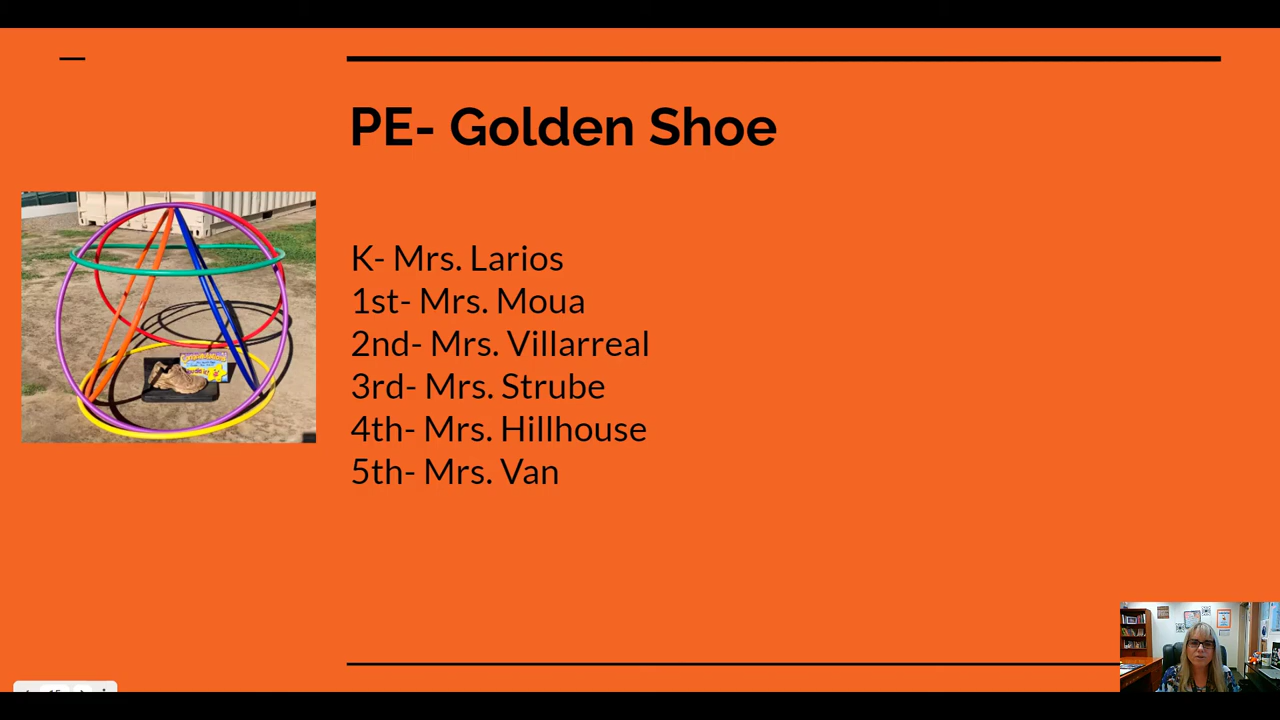 PE- Golden Shoe
K- Mrs. Larios
1st- Mrs. Moua
2nd- Mrs. Villarreal
3rd- Mrs. Strube
4th- Mrs. Hillhouse
5th- Mrs. Van